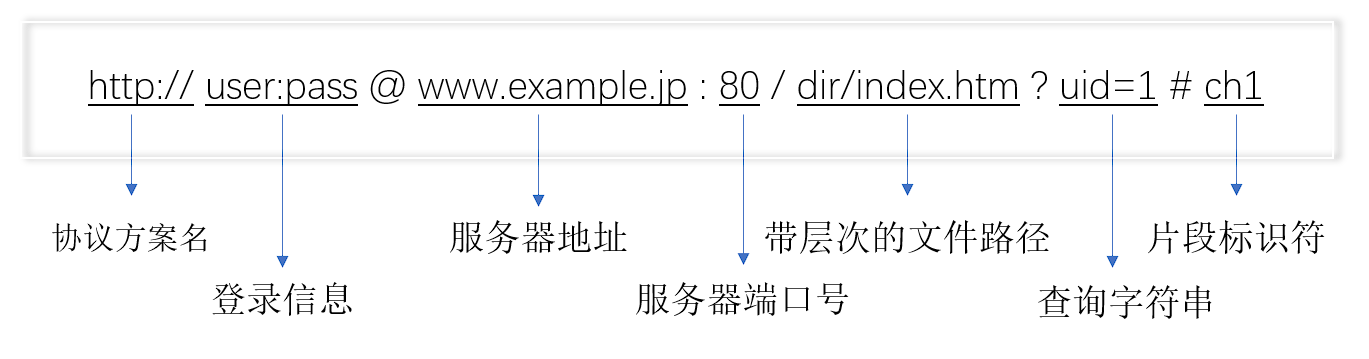 http:// user:pass @ www.example.jp : 80 / dir/index.htm ? uid=1 # ch1
协议方案名 服务器地址 带层次的文件路径 片段标识符
登录信息 服务器端口号 查询字符串